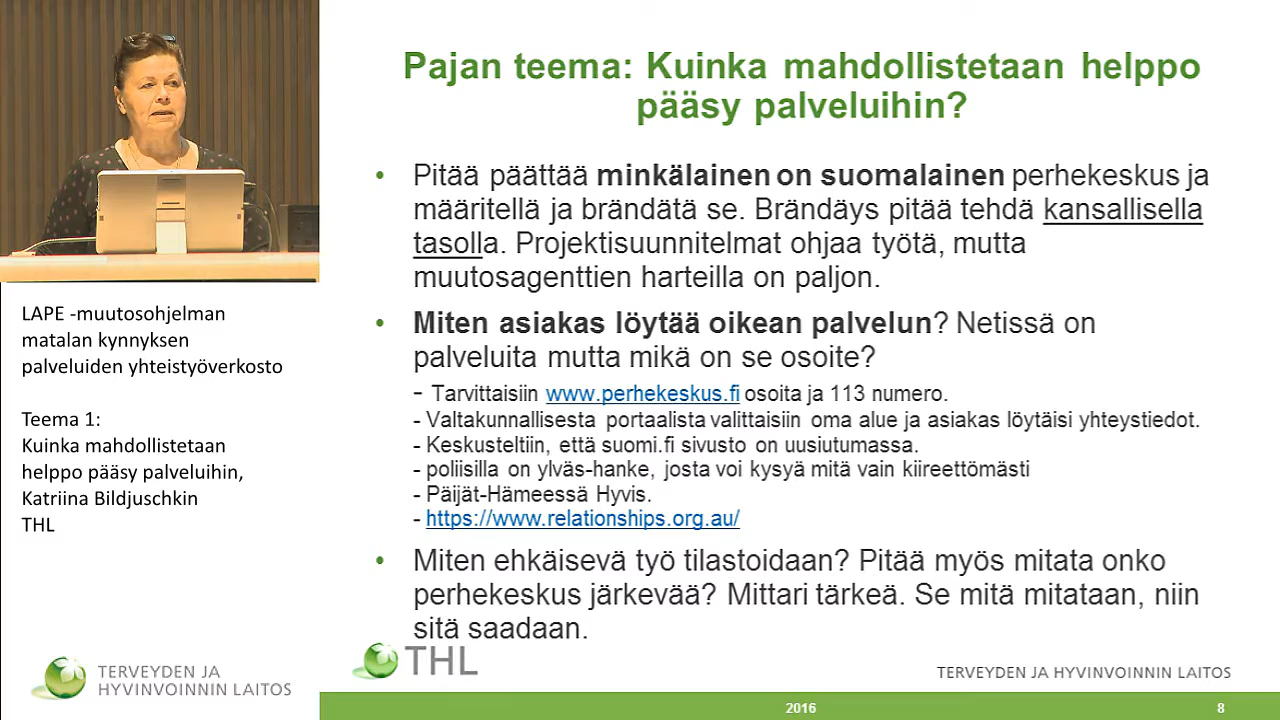 Pajan teema: Kuinka mahdollistetaan helppo
pääsy palveluihin?
• Pitää päättää minkälainen on suomalainen perhekeskus ja
määritellä ja brändätä se. Brändäys pitää tehdä kansallisella
tasolla. Projektisuunnitelmat ohjaa työtä, mutta
muutosagenttien harteilla on paljon.
• Miten asiakas löytää oikean palvelun? Netissä on
palveluita mutta mikä on se osoite?
- Tarvittaisiin www.perhekeskus.fi osoita ja 113 numero.
- Valtakunnallisesta portaalista valittaisiin oma alue ja asiakas löytäisi yhteystiedot.
- Keskusteltiin, että suomi.fi sivusto on uusiutumassa.
- poliisilla on ylväs-hanke, josta voi kysyä mitä vain kiireettömästi
- Päijät-Hämeessä Hyvis.
- https://www.relationships.org.au/
• Miten ehkäisevä työ tilastoidaan? Pitää myös mitata onko
perhekeskus järkevää? Mittari tärkeä. Se mitä mitataan, niin
sitä saadaan.
THL
TERVEYDEN JA HYVINVOINNIN LAITOS
2016
8
LAPE -muutosohjelman
matalan kynnyksen
palveluiden yhteistyöverkosto
Teema 1:
Kuinka mahdollistetaan
helppo pääsy palveluihin,
Katriina Bildjuschkin
THL
TERVEYDEN JA
HYVINVOINNIN LAITOS